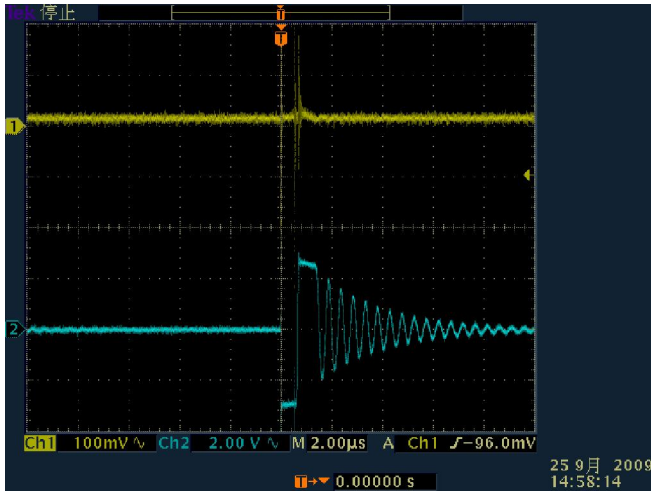 Tek 停止
T
T
1
2
Ch1 100mV ∿ Ch2 2.00 V ∿ M 2.00μs A Ch1 ʃ -96.0mV
T→▼ 0.00000 s
25 9月 2009
14:58:14